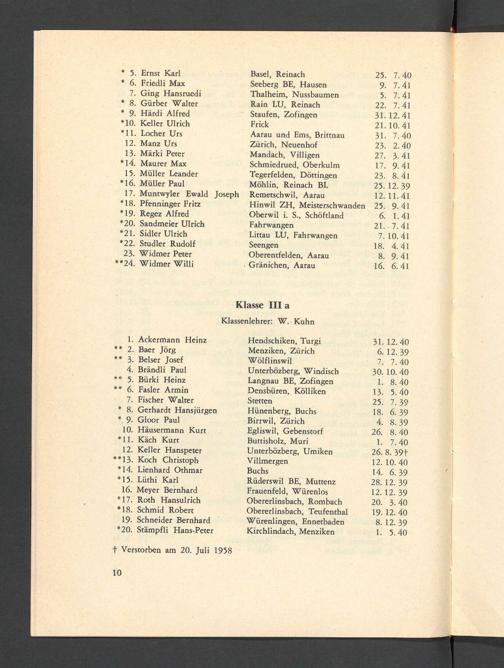 * 5. Ernst Karl Basel, Reinach 25. 7. 40
* 6. Friedli Max Seeberg BE, Hausen 9. 7. 41
7. Ging Hansruedi Thalheim, Nussbaumen 5. 7. 41
* 8. Gürber Walter Rain LU, Reinach 22. 7. 41
* 9. Härdi Alfred Staufen, Zofingen 31. 12. 41
*10. Keller Ulrich Frick 21. 10. 41
*11. Locher Urs Aarau und Ems, Brittnau 31. 7. 40
12. Manz Urs Zürich, Neuenhof 23. 2. 40
13. Märki Peter Mandach, Villigen 27. 3. 41
*14. Maurer Max Schmiedrued, Oberkulm 17. 9. 41
15. Müller Leander Tegerfelden, Döttingen 23. 8. 41
*16. Müller Paul Möhlin, Reinach BL 25. 12. 39
17. Muntwyler Ewald Joseph Remetschwil, Aarau 12. 11. 41
*18. Pfenninger Fritz Hinwil ZH, Meisterschwanden 25. 9. 41
*19. Regez Alfred Oberwil i. S., Schöftland 6. 1. 41
*20. Sandmeier Ulrich Fahrwangen 21. 7. 41
*21. Sidler Ulrich Littau LU, Fahrwangen 7. 10. 41
*22. Studler Rudolf Seengen 18. 4. 41
23. Widmer Peter Oberentfelden, Aarau 8. 9. 41
**24. Widmer Willi Gränichen, Aarau 16. 6. 41
Klasse III a
Klassenlehrer: W. Kuhn
1. Ackermann Heinz Hendschiken, Turgi 31. 12. 40
** 2. Baer Jörg Menziken, Zürich 6. 12. 39
** 3. Belser Josef Wölflinswil 7. 7. 40
4. Brändli Paul Unterbözberg, Windisch 30. 10. 40
** 5. Bürki Heinz Langnau BE, Zofingen 1. 8. 40
** 6. Fasler Armin Densbüren, Kölliken 13. 5. 40
7. Fischer Walter Stetten 25. 7. 39
* 8. Gerhardt Hansjürgen Hünenberg, Buchs 18. 6. 39
* 9. Gloor Paul Birrwil, Zürich 4. 8. 39
10. Häusermann Kurt Egliswil, Gebenstorf 26. 8. 40
*11. Käch Kurt Buttisholz, Muri 1. 7. 40
12. Keller Hanspeter Unterbözberg, Umiken 26. 8. 39†
**13. Koch Christoph Villmergen 12. 10. 40
*14. Lienhard Othmar Buchs 14. 6. 39
*15. Lüthi Karl Rüderswil BE, Muttenz 28. 12. 39
16. Meyer Bernhard Frauenfeld, Würenlos 12. 12. 39
*17. Roth Hansulrich Obererlinsbach, Rombach 20. 3. 40
*18. Schmid Robert Obererlinsbach, Teufenthal 19. 12. 40
19. Schneider Bernhard Würenlingen, Ennetbaden 8. 12. 39
*20. Stämpfli Hans-Peter Kirchlindach, Menziken 1. 5. 40
† Verstorben am 20. Juli 1958
10